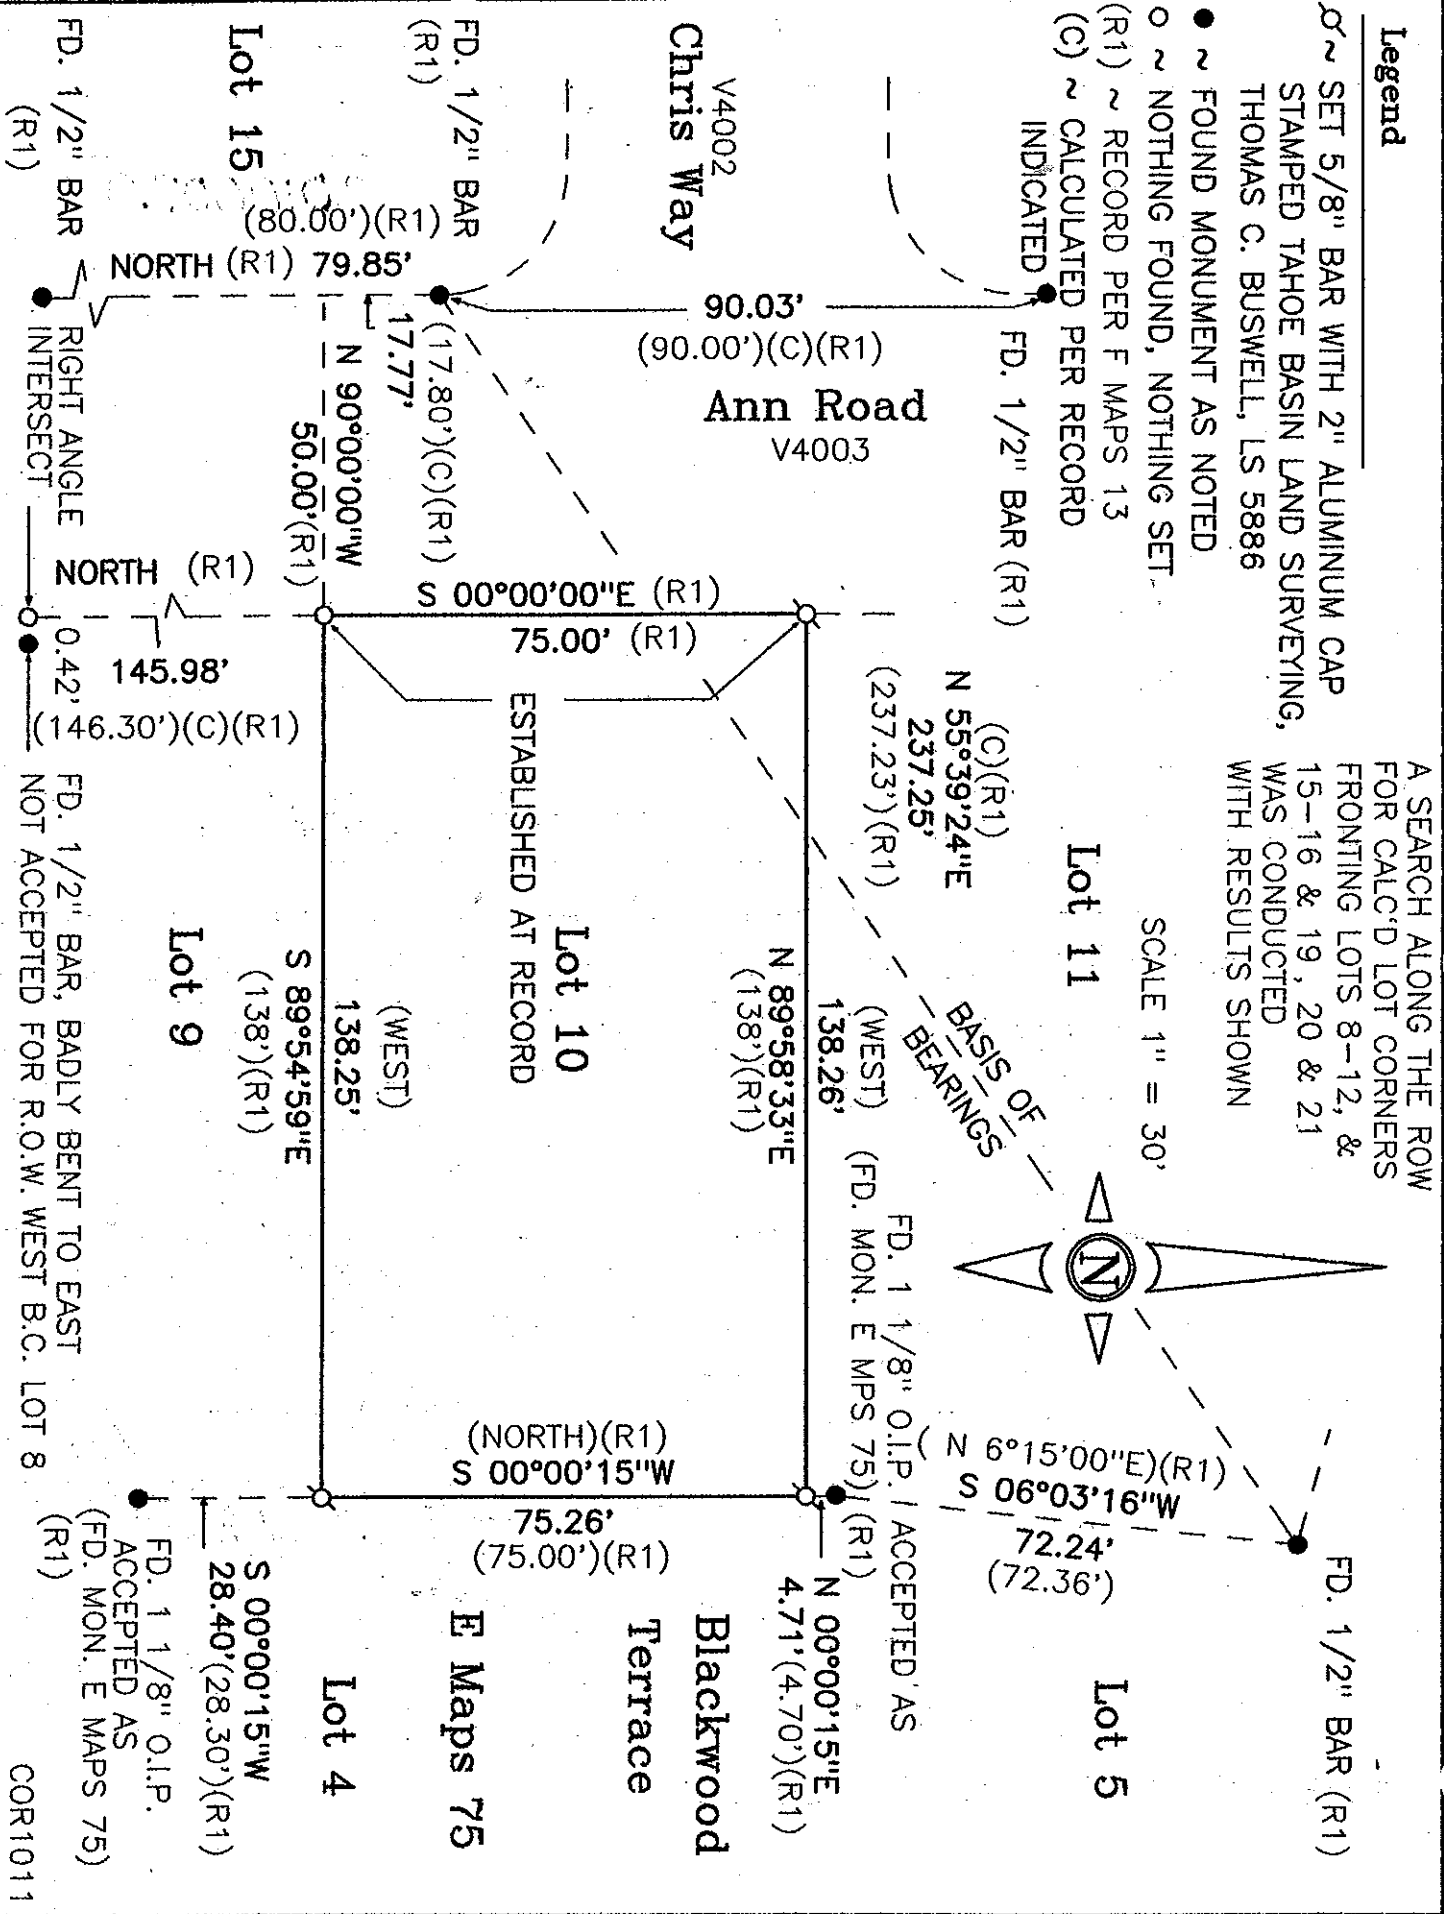 Legend
~ SET 5/8" BAR WITH 2" ALUMINUM CAP
STAMPED TAHOE BASIN LAND SURVEYING,
THOMAS C. BUSWELL, LS 5886
~ FOUND MONUMENT AS NOTED
~ NOTHING FOUND, NOTHING SET
(R1) ~ RECORD PER F MAPS 13
(C) ~ CALCULATED PER RECORD
INDICATED
A SEARCH ALONG THE ROW
FOR CALC'D LOT CORNERS
FRONTING LOTS 8-12, &
15-16 & 19, 20 & 21
WAS CONDUCTED
WITH RESULTS SHOWN
SCALE 1" = 30'
N
BASIS OF
BEARINGS
FD. 1/2" BAR (R1)
Lot 5
( N 6°15'00"E)(R1)
S 06°03'16"W
72.24'
(72.36')
Lot 11
(C)(R1)
N 55°39'24"E
237.25'
(237.23')(R1)
FD. 1/2" BAR (R1)
V4002
Chris Way
90.03'
(90.00')(C)(R1)
Ann Road
V4003
FD. 1 1/8" O.I.P. ACCEPTED AS
(FD. MON. E MPS 75) (R1)
N 00°00'15"E
4.71'(4.70')(R1)
(WEST)
138.26'
N 89°58'33"E
(138')(R1)
Blackwood
Terrace
E Maps 75
Lot 4
FD. 1/2" BAR
(R1)
(17.80')(C)(R1)
17.77'
N 90°00'00"W
50.00'(R1)
S 00°00'00"E (R1)
75.00' (R1)
ESTABLISHED AT RECORD
Lot 10
(NORTH)(R1)
S 00°00'15"W
75.26'
(75.00')(R1)
(WEST)
138.25'
S 89°54'59"E
(138')(R1)
Lot 15
(80.00')(R1)
NORTH (R1) 79.85'
FD. 1/2" BAR
(R1)
RIGHT ANGLE
INTERSECT
NORTH (R1)
145.98'
(146.30')(C)(R1)
0.42'
Lot 9
FD. 1/2" BAR, BADLY BENT TO EAST
NOT ACCEPTED FOR R.O.W. WEST B.C. LOT 8
S 00°00'15"W
28.40'(28.30')(R1)
FD. 1 1/8" O.I.P.
ACCEPTED AS
(FD. MON. E MAPS 75)
(R1)
COR1011